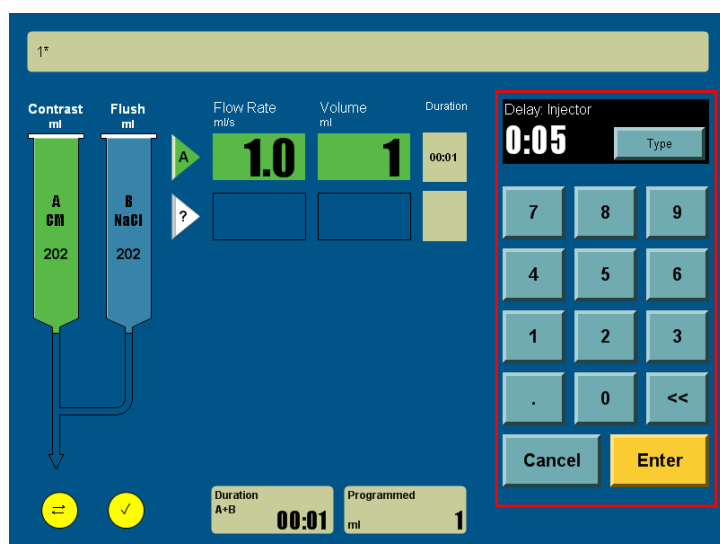 1*
Contrast
ml
Flush
ml
Flow Rate
ml/s
Volume
ml
Duration
A
1.0
1
00:01
?
A
CM
202
B
NaCl
202
Delay: Injector
0:05
Type
7 8 9
4 5 6
1 2 3
. 0 <<
Cancel Enter
Duration
A+B
00:01
Programmed
ml
1